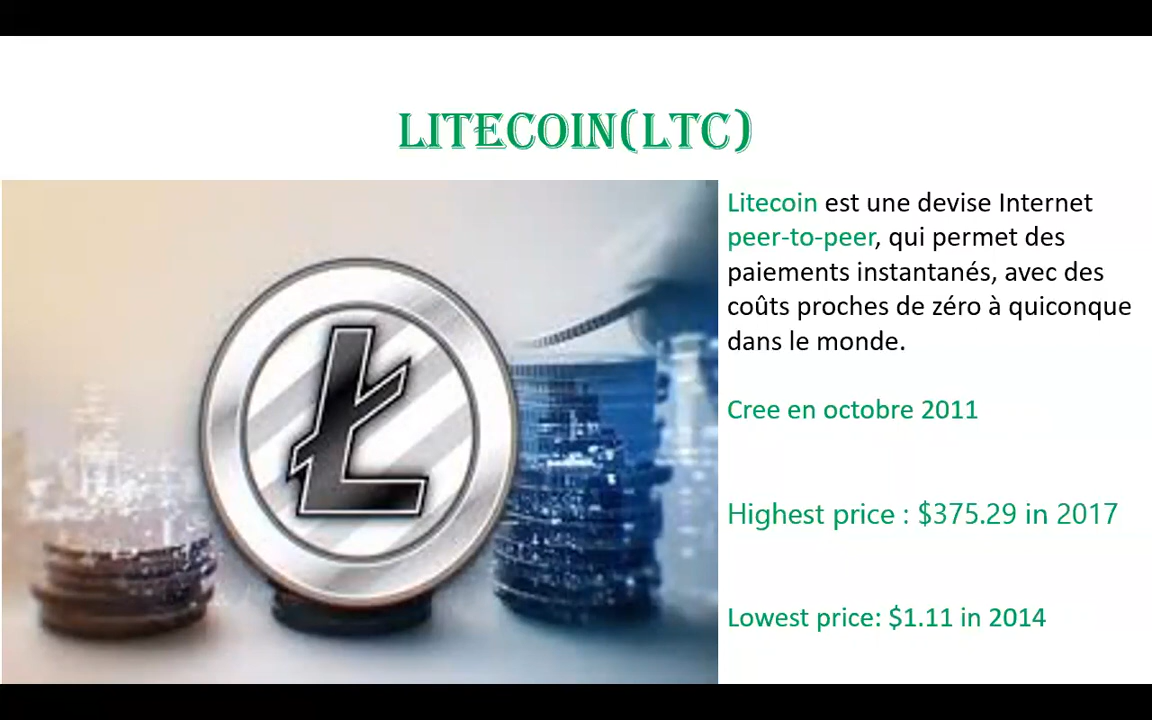 LITECOIN(LTC)
Litecoin est une devise Internet
peer-to-peer, qui permet des
paiements instantanés, avec des
coûts proches de zéro à quiconque
dans le monde.
Cree en octobre 2011
Highest price : $375.29 in 2017
Lowest price: $1.11 in 2014